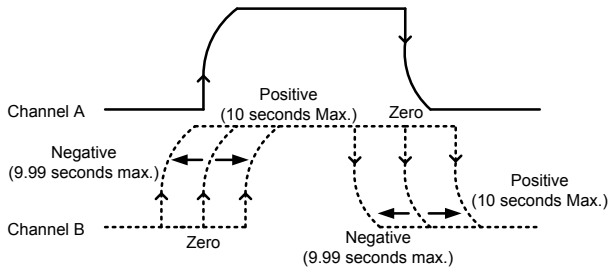 Channel A
Positive
(10 seconds Max.)
Zero
Negative
(9.99 seconds max.)
Positive
(10 seconds Max.)
Channel B
Zero
Negative
(9.99 seconds max.)